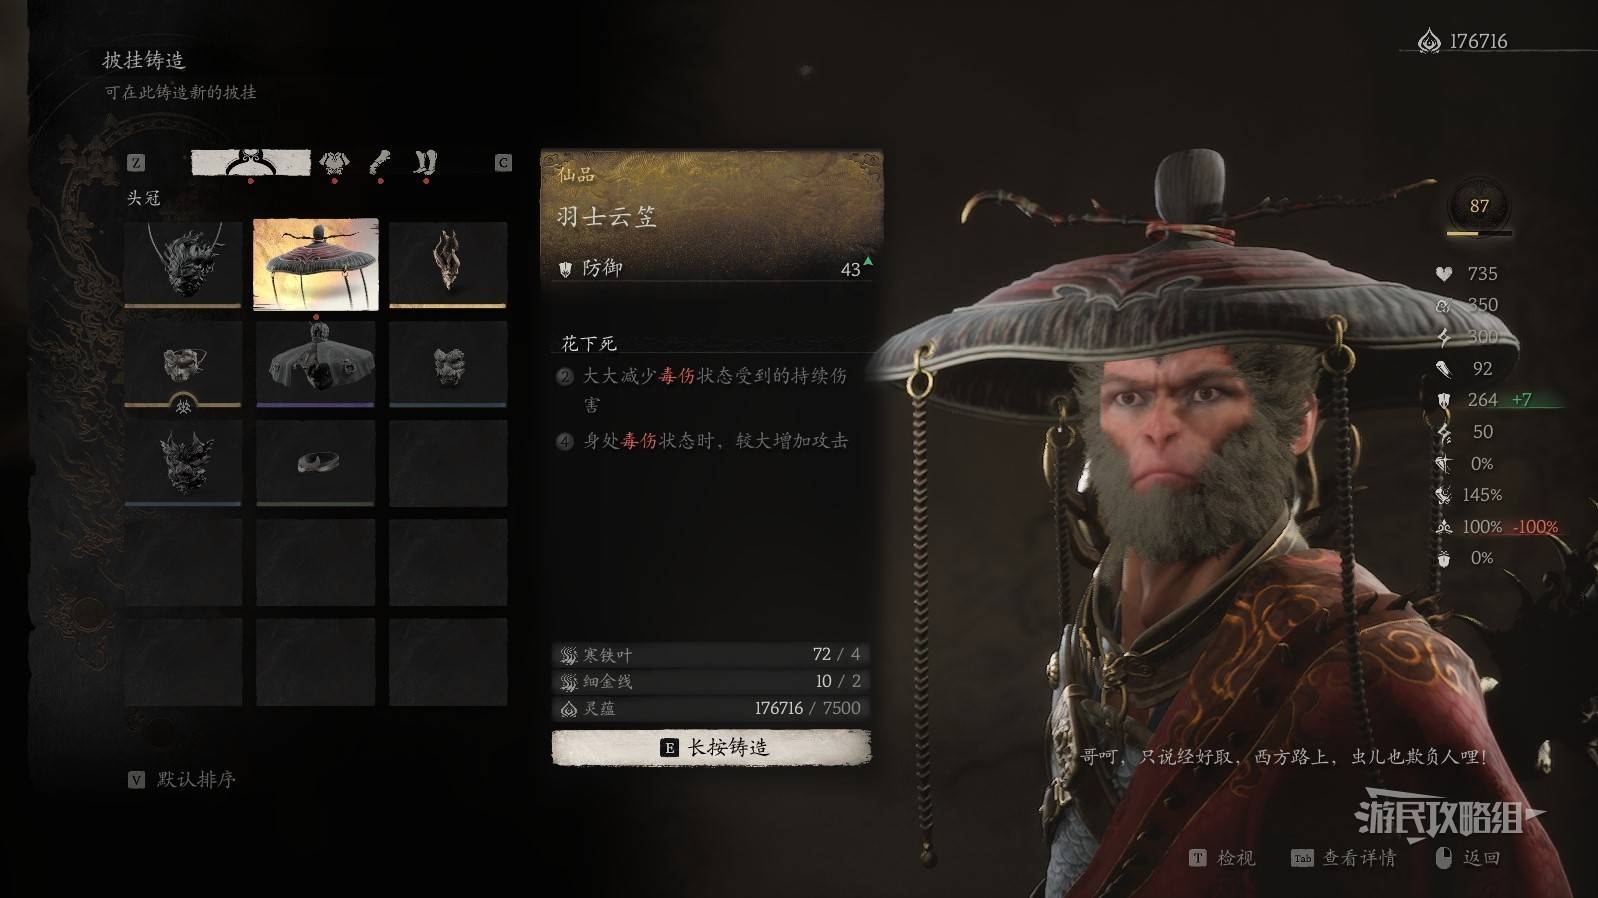 披挂铸造
可在此铸造新的披挂
176716
Z
C
头冠
仙品
羽士云笠
防御 43
花下死
2 大大减少毒伤状态受到的持续伤
害
4 身处毒伤状态时，较大增加攻击
寒铁叶 72 / 4
细金线 10 / 2
灵蕴 176716 / 7500
E 长按铸造
V 默认排序
87
735
350
300
92
264 +7
50
0%
145%
100% -100%
0%
哥呵，只说经好取，西方路上，虫儿也欺负人哩！
游民攻略组
T 检视 Tab 查看详情 返回